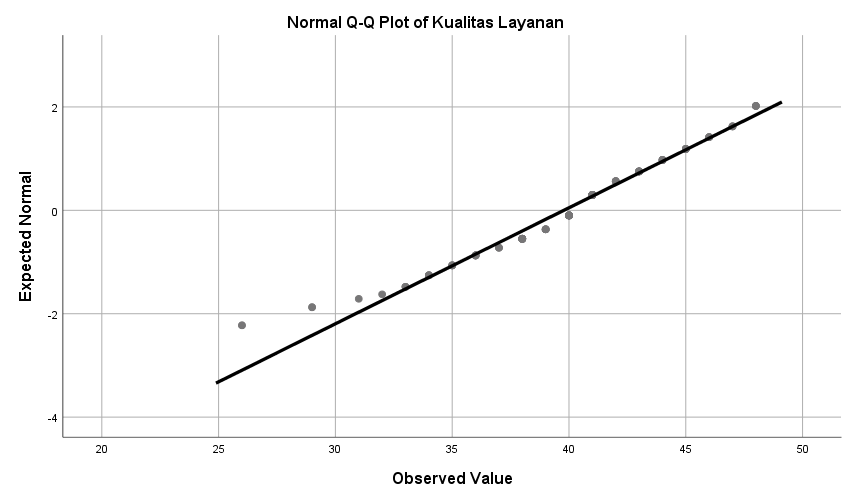 Normal Q-Q Plot of Kualitas Layanan
2
0
-2
-4
Expected Normal
20 25 30 35 40 45 50
Observed Value